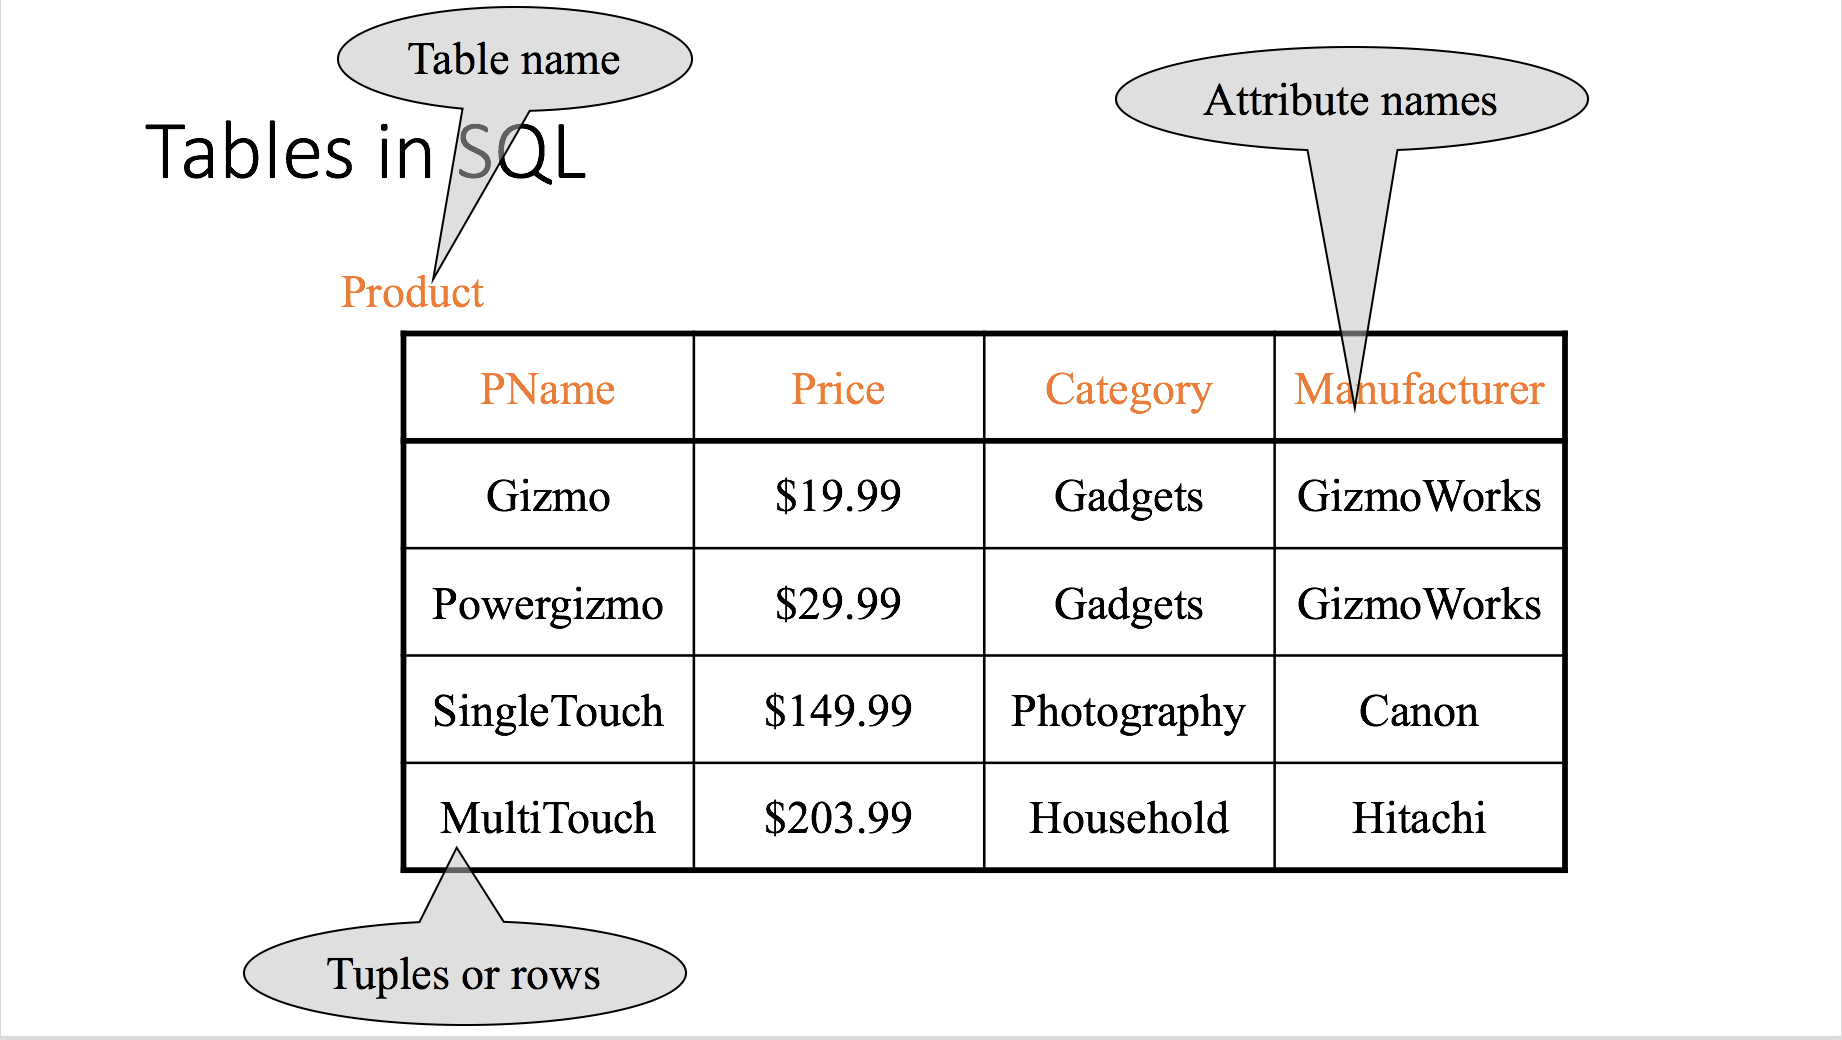 Table name
Attribute names
Tables in SQL
Product
PName Price Category Manufacturer
Gizmo $19.99 Gadgets GizmoWorks
Powergizmo $29.99 Gadgets GizmoWorks
SingleTouch $149.99 Photography Canon
MultiTouch $203.99 Household Hitachi
Tuples or rows